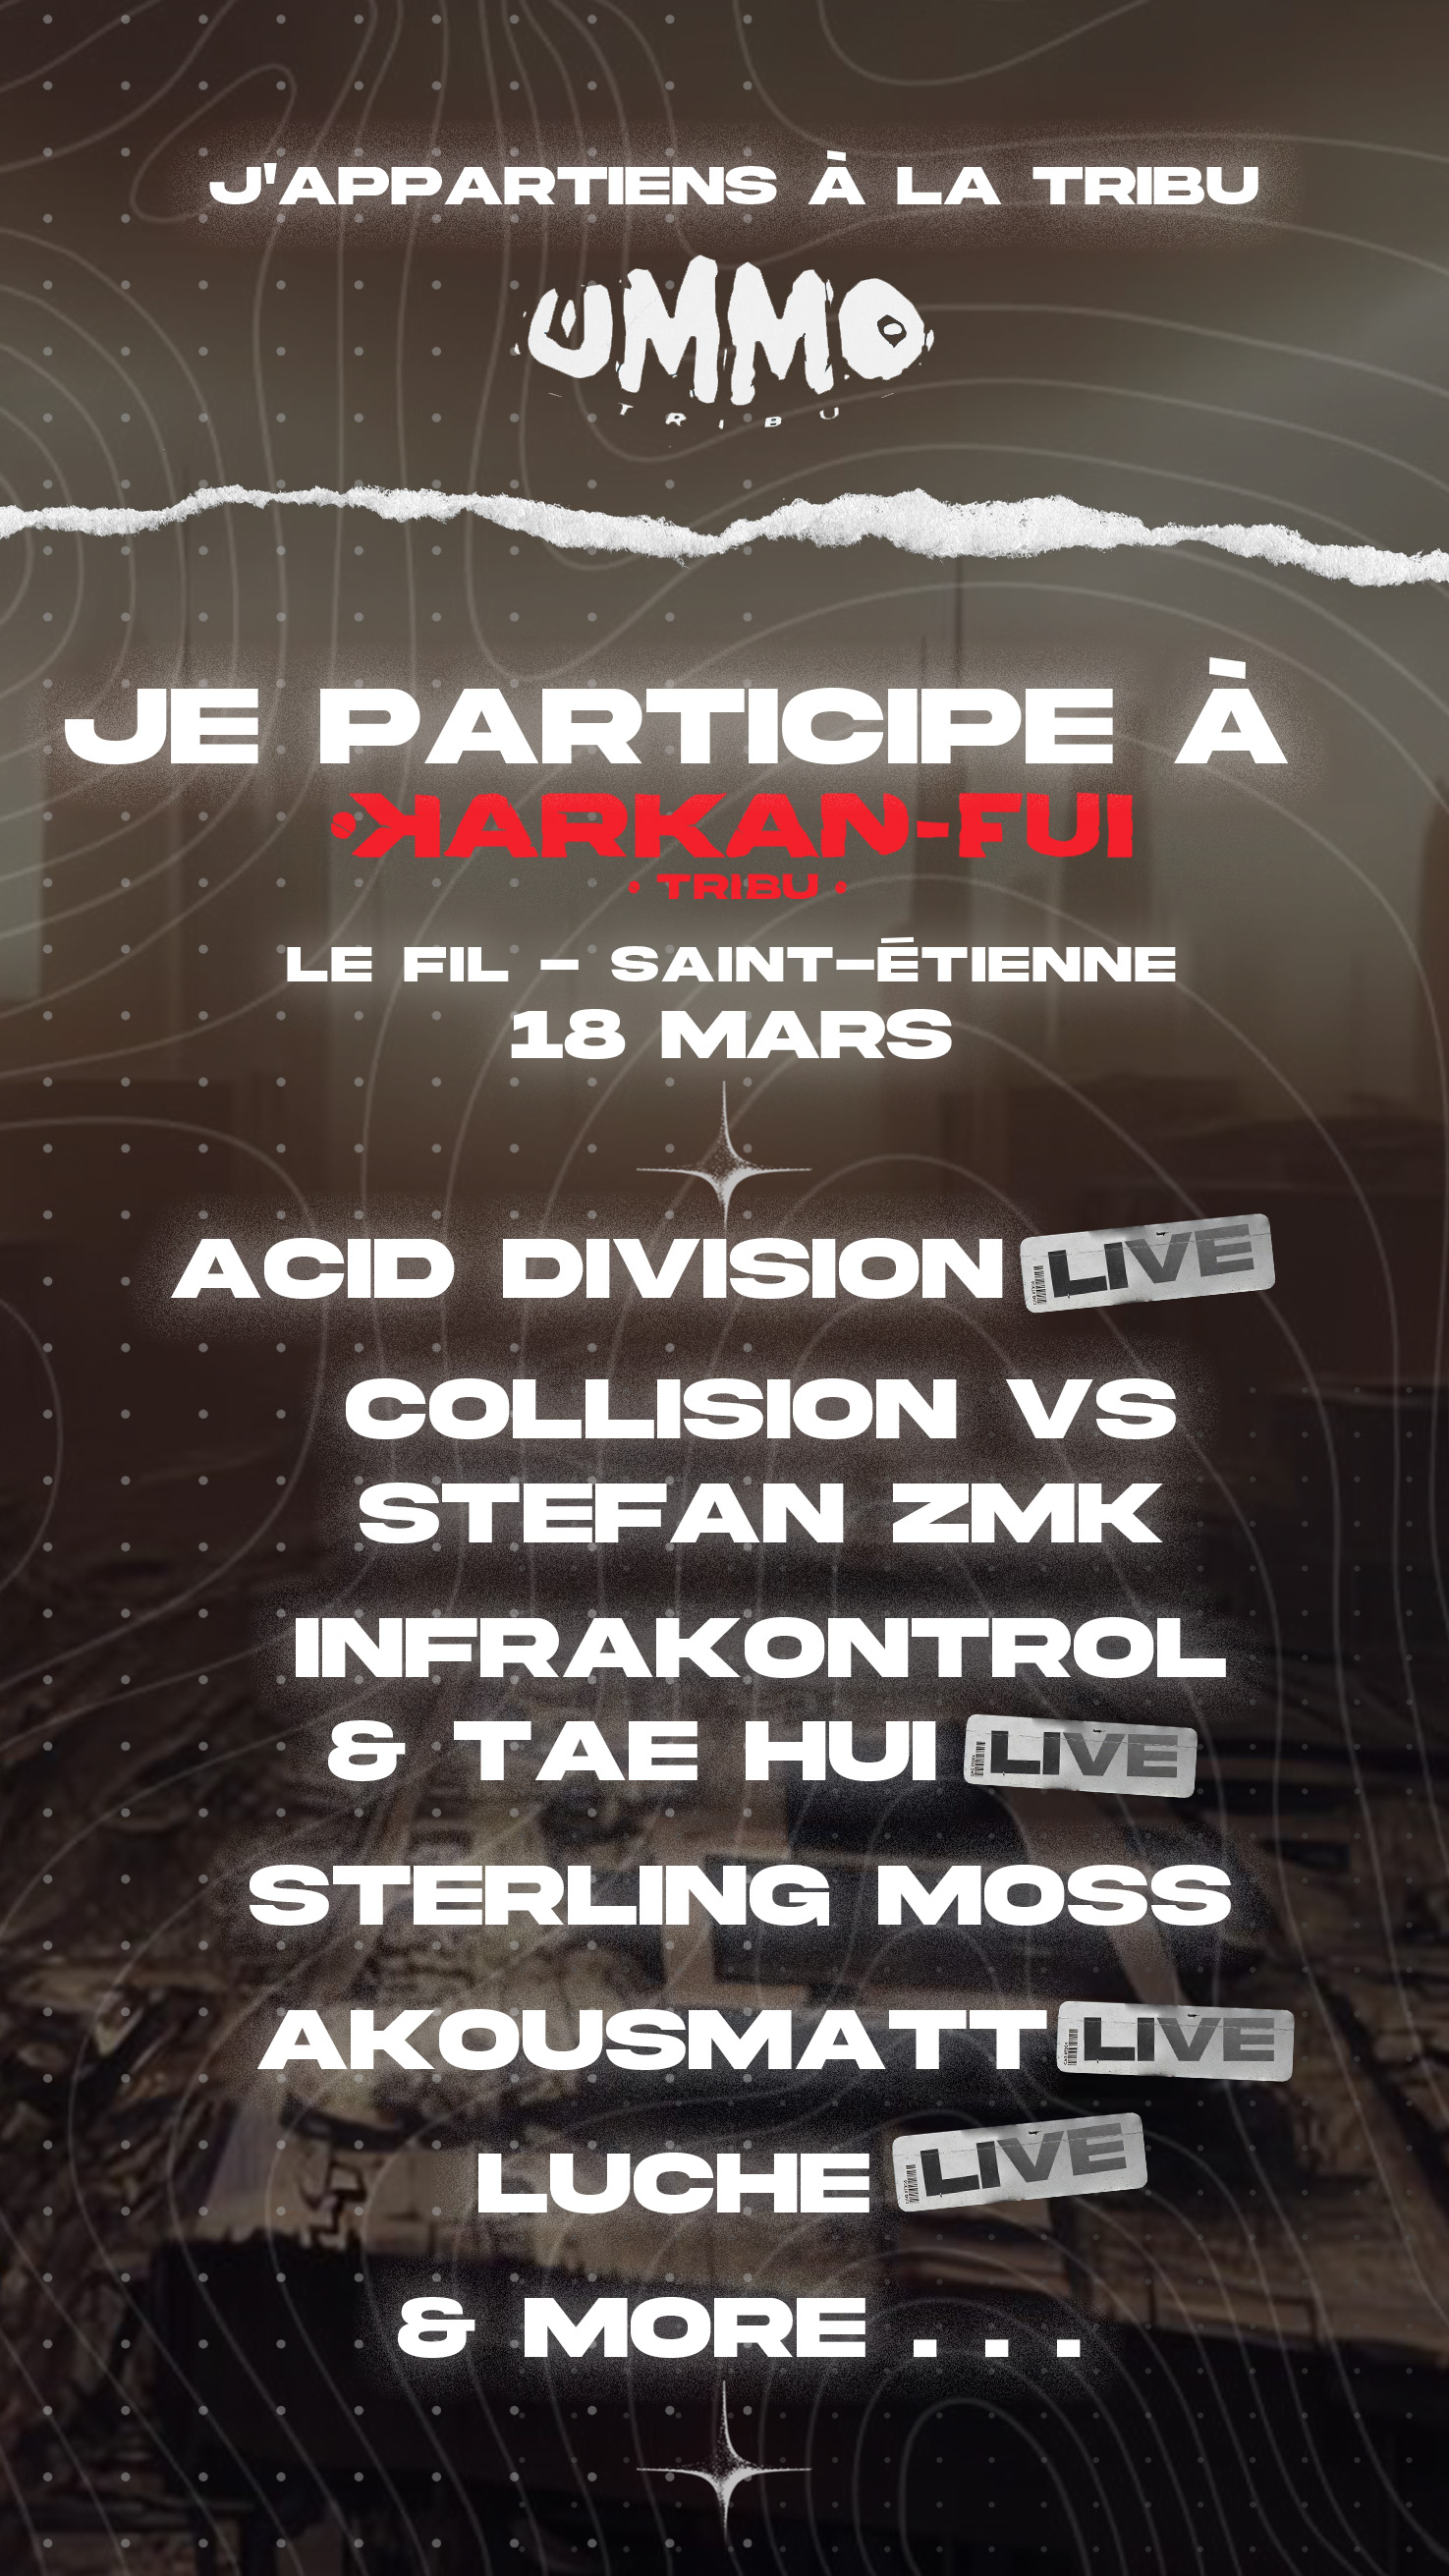 J'APPARTIENS À LA TRIBU
UMMO
TRIBU
JE PARTICIPE À
KARKAN-FUI
• TRIBU •
LE FIL - SAINT-ÉTIENNE
18 MARS
ACID DIVISION LIVE
COLLISION VS
STEFAN ZMK
INFRAKONTROL
& TAE HUI LIVE
STERLING MOSS
AKOUSMATT LIVE
LUCHE LIVE
& MORE . . .